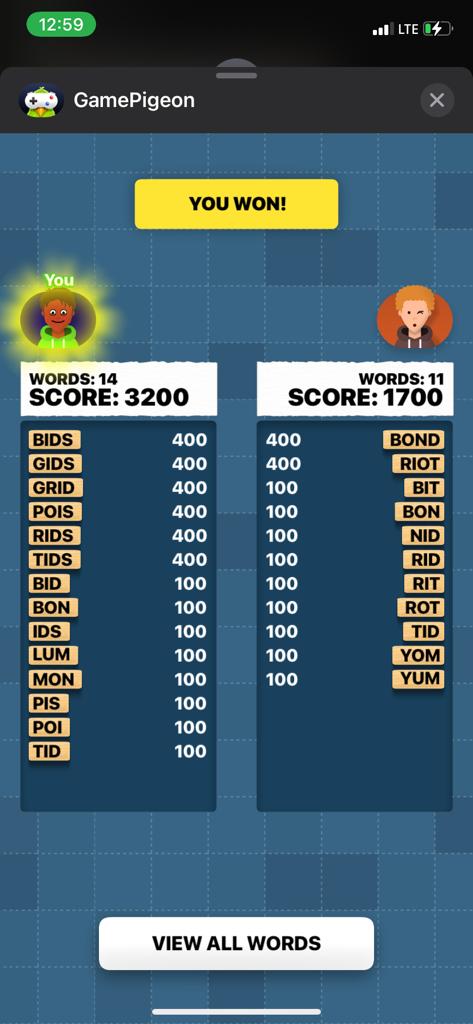 12:59
LTE
GamePigeon
YOU WON!
You
WORDS: 14
SCORE: 3200
BIDS 400
GIDS 400
GRID 400
POIS 400
RIDS 400
TIDS 400
BID 100
BON 100
IDS 100
LUM 100
MON 100
PIS 100
POI 100
TID 100
WORDS: 11
SCORE: 1700
400 BOND
400 RIOT
100 BIT
100 BON
100 NID
100 RID
100 RIT
100 ROT
100 TID
100 YOM
100 YUM
VIEW ALL WORDS